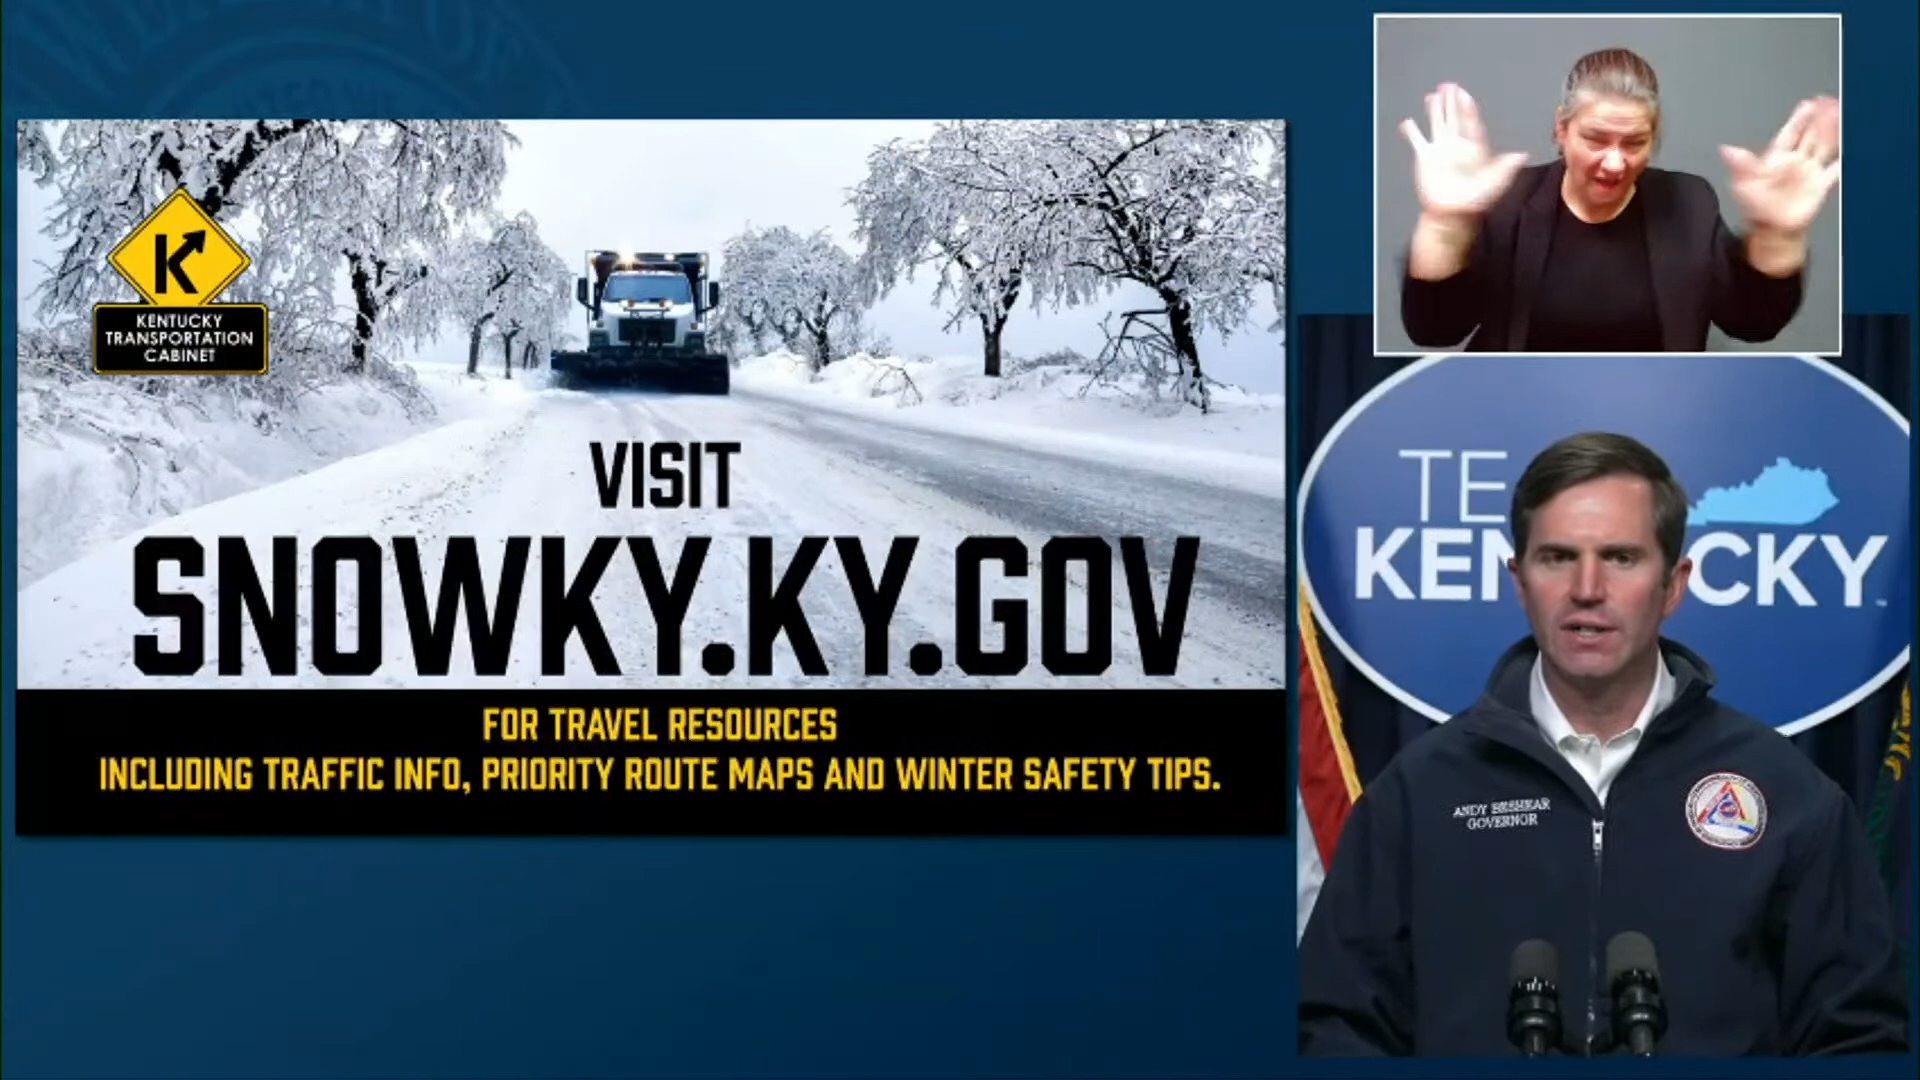 KENTUCKY
TRANSPORTATION
CABINET
VISIT
SNOWKY.KY.GOV
FOR TRAVEL RESOURCES
INCLUDING TRAFFIC INFO, PRIORITY ROUTE MAPS AND WINTER SAFETY TIPS.
TE
KEN CKY
ANDY BESHEAR
GOVERNOR